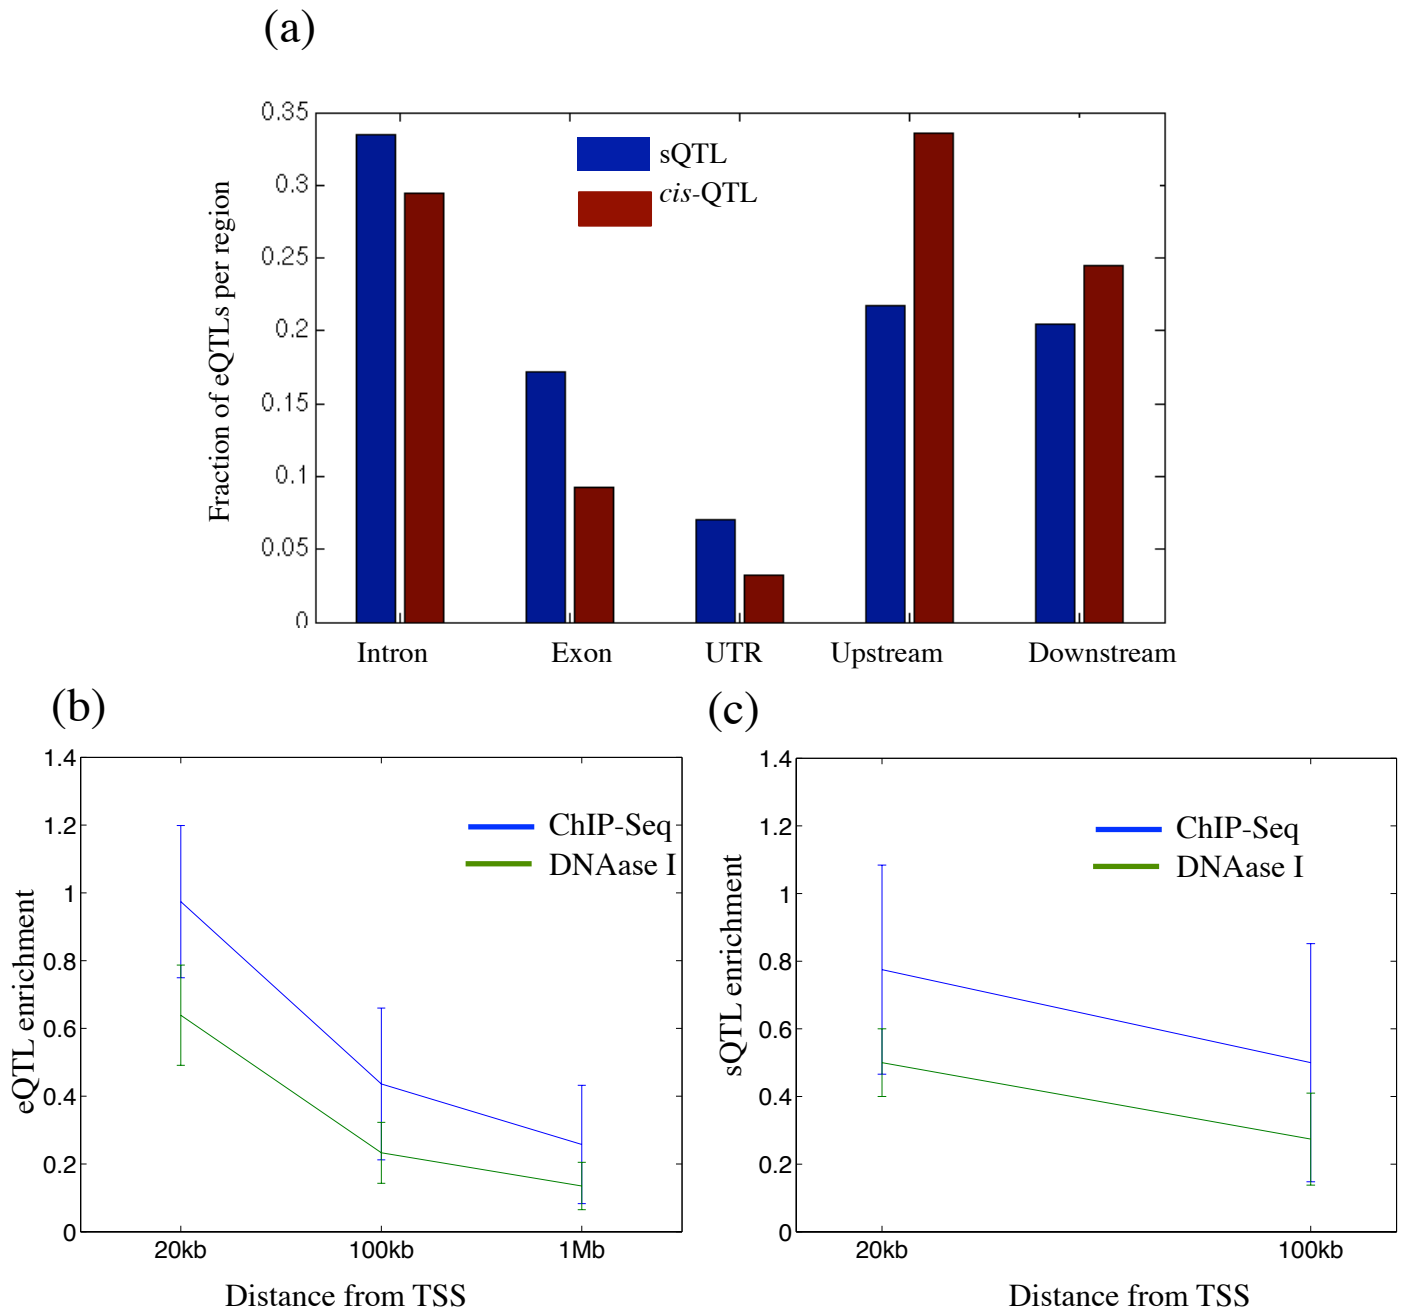 (a)
0.35
0.3
0.25
0.2
0.15
0.1
0.05
0
Fraction of eQTLs per region
sQTL
cis-QTL
Intron Exon UTR Upstream Downstream
(b)
1.4
1.2
1
0.8
0.6
0.4
0.2
0
eQTL enrichment
ChIP-Seq
DNAase I
20kb 100kb 1Mb
Distance from TSS
(c)
1.4
1.2
1
0.8
0.6
0.4
0.2
0
sQTL enrichment
ChIP-Seq
DNAase I
20kb 100kb
Distance from TSS